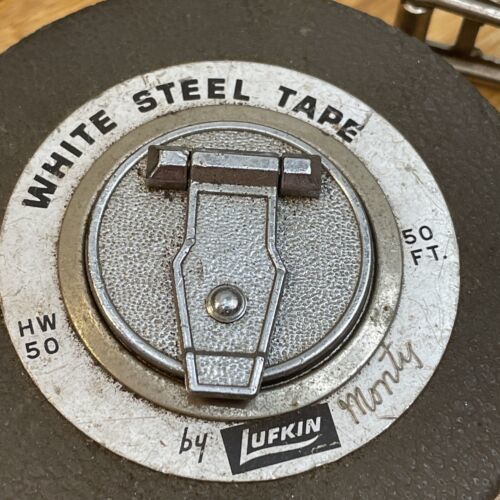 WHITE STEEL TAPE
50
FT.
HW
50
by LUFKIN
Monty